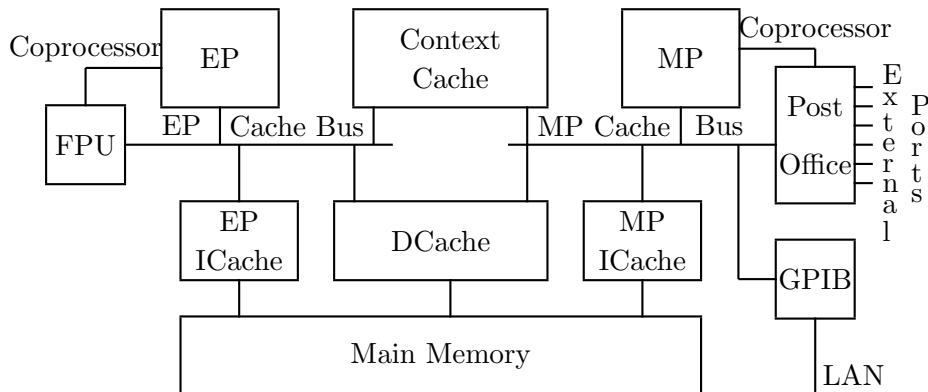 Coprocessor
EP
Context
Cache
MP
Coprocessor
FPU
EP Cache Bus
MP Cache Bus
Post
Office
External
Ports
EP
ICache
DCache
MP
ICache
GPIB
Main Memory
LAN